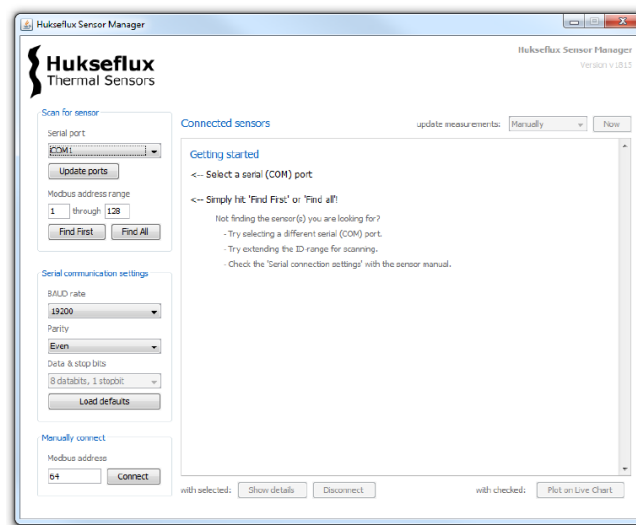 Hukseflux Sensor Manager
Hukseflux
Thermal Sensors
Hukseflux Sensor Manager
Version v1815
Scan for sensor
Serial port
COM1
Update ports
Modbus address range
1 through 128
Find First Find All
Serial communication settings
BAUD rate
19200
Parity
Even
Data & stop bits
8 databits, 1 stopbit
Load defaults
Manually connect
Modbus address
64 Connect
Connected sensors
update measurements: Manually Now
Getting started
<-- Select a serial (COM) port
<-- Simply hit 'Find First' or 'Find all'!
Not finding the sensor(s) you are looking for?
- Try selecting a different serial (COM) port.
- Try extending the ID-range for scanning.
- Check the 'Serial connection settings' with the sensor manual.
with selected: Show details Disconnect with checked: Plot on Live Chart